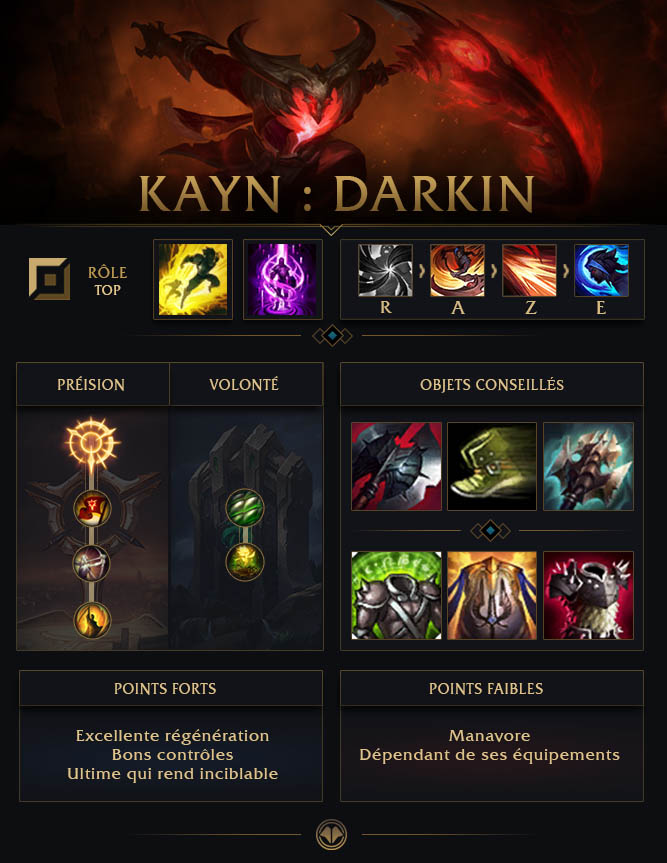 KAYN : DARKIN
RÔLE
TOP
R
A
Z
E
PRÉISION
VOLONTÉ
OBJETS CONSEILLÉS
POINTS FORTS
Excellente régénération
Bons contrôles
Ultime qui rend inciblable
POINTS FAIBLES
Manavore
Dépendant de ses équipements